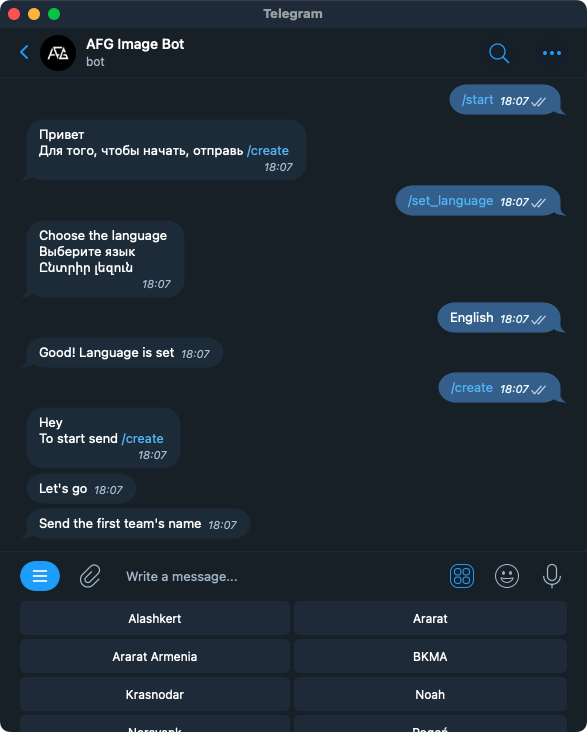 Telegram
AFG Image Bot
bot
/start 18:07
Привет
Для того, чтобы начать, отправь /create
18:07
/set_language 18:07
Choose the language
Выберите язык
Ընտրիր լեզուն
18:07
English 18:07
Good! Language is set 18:07
/create 18:07
Hey
To start send /create
18:07
Let's go 18:07
Send the first team's name 18:07
Write a message...
Alashkert
Ararat
Ararat Armenia
BKMA
Krasnodar
Noah